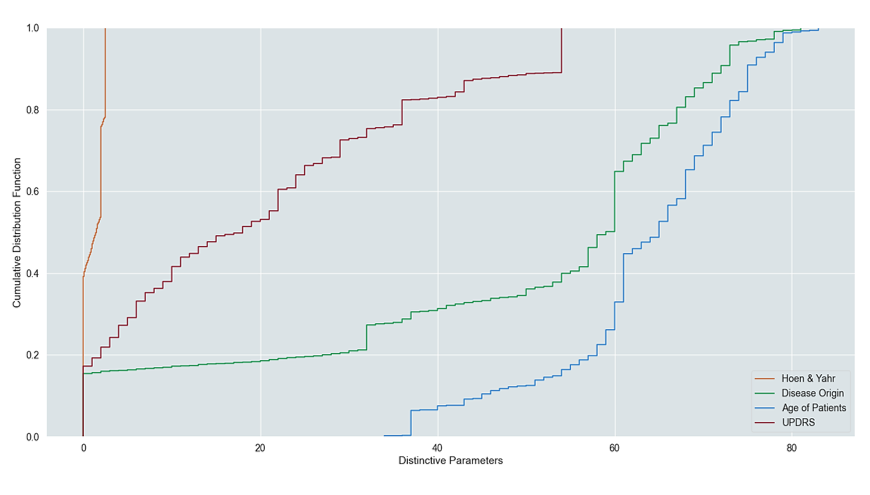 1.0
0.8
0.6
0.4
0.2
0.0
Cumulative Distribution Function
0 20 40 60 80
Distinctive Parameters
Hoen & Yahr
Disease Origin
Age of Patients
UPDRS